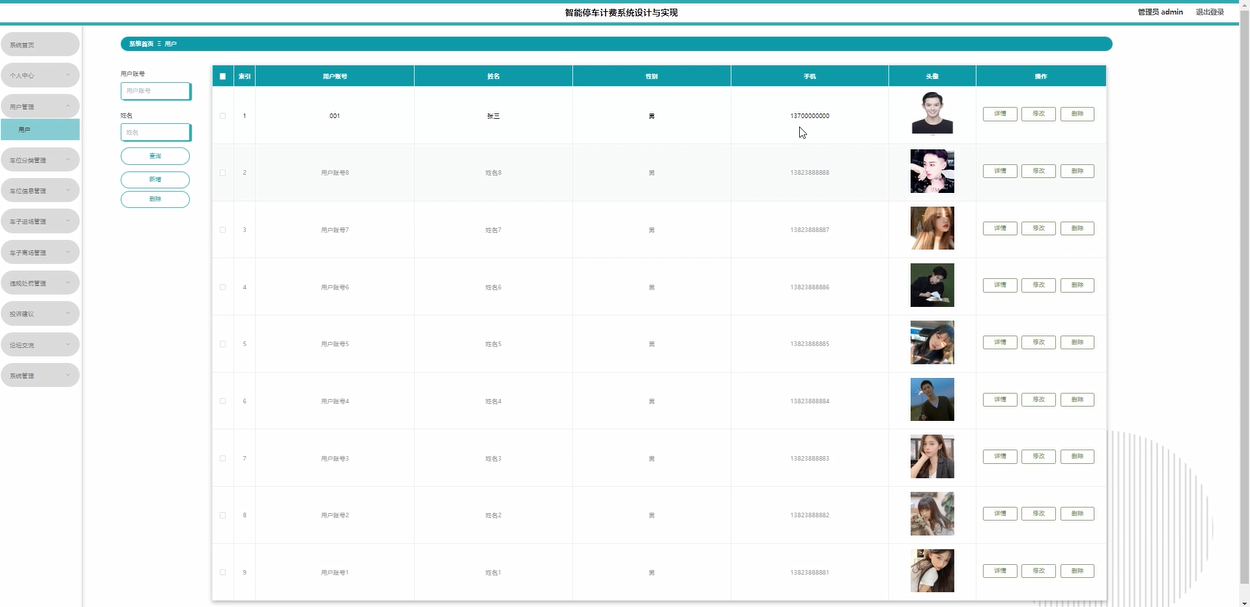 智能停车计费系统设计与实现
管理员 admin 退出登录
系统首页
个人中心
用户管理
用户
车位分类管理
车位信息管理
车子进场管理
车子离场管理
违规处罚管理
投诉建议
论坛交流
系统管理
系统首页 Ξ 用户
用户账号
用户账号
姓名
姓名
查询
新增
删除
索引 用户账号 姓名 性别 手机 头像 操作
1 001 张三 男 13700000000 详情 修改 删除
2 用户账号8 姓名8 男 13823888888 详情 修改 删除
3 用户账号7 姓名7 男 13823888887 详情 修改 删除
4 用户账号6 姓名6 男 13823888886 详情 修改 删除
5 用户账号5 姓名5 男 13823888885 详情 修改 删除
6 用户账号4 姓名4 男 13823888884 详情 修改 删除
7 用户账号3 姓名3 男 13823888883 详情 修改 删除
8 用户账号2 姓名2 男 13823888882 详情 修改 删除
9 用户账号1 姓名1 男 13823888881 详情 修改 删除